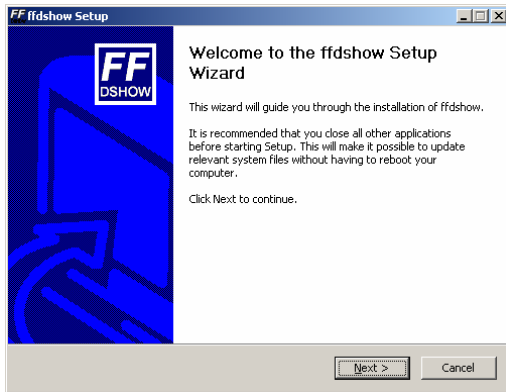 FF ffdshow Setup
FF
DSHOW
Welcome to the ffdshow Setup
Wizard
This wizard will guide you through the installation of ffdshow.
It is recommended that you close all other applications
before starting Setup. This will make it possible to update
relevant system files without having to reboot your
computer.
Click Next to continue.
Next >
Cancel